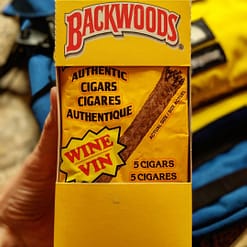 BACKWOODS®
AUTHENTIC
CIGARS
CIGARES
AUTHENTIQUE
WINE
VIN
5 CIGARS
5 CIGARES